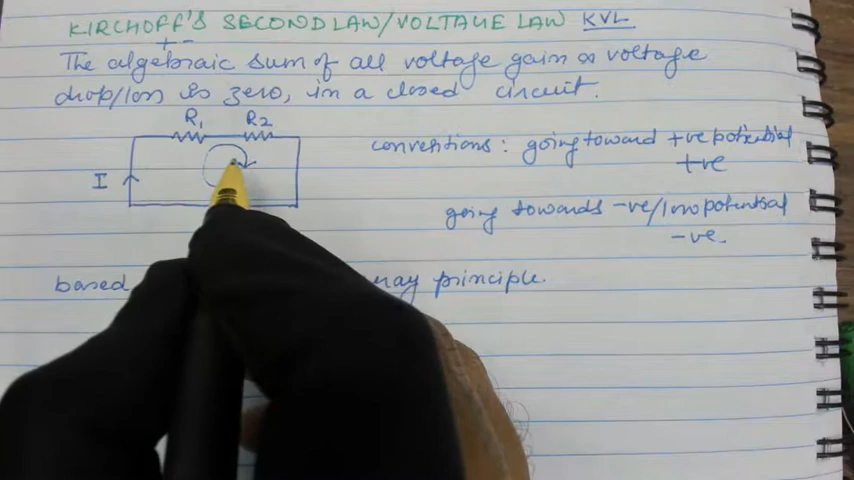 KIRCHOFF'S SECOND LAW/VOLTAGE LAW KVL
+ -
The algebraic sum of all voltage gain or voltage
drop/loss is zero, in a closed circuit.
R1 R2
I
conventions: going toward +ve potential
+ve
going towards -ve/low potential
-ve.
based principle.